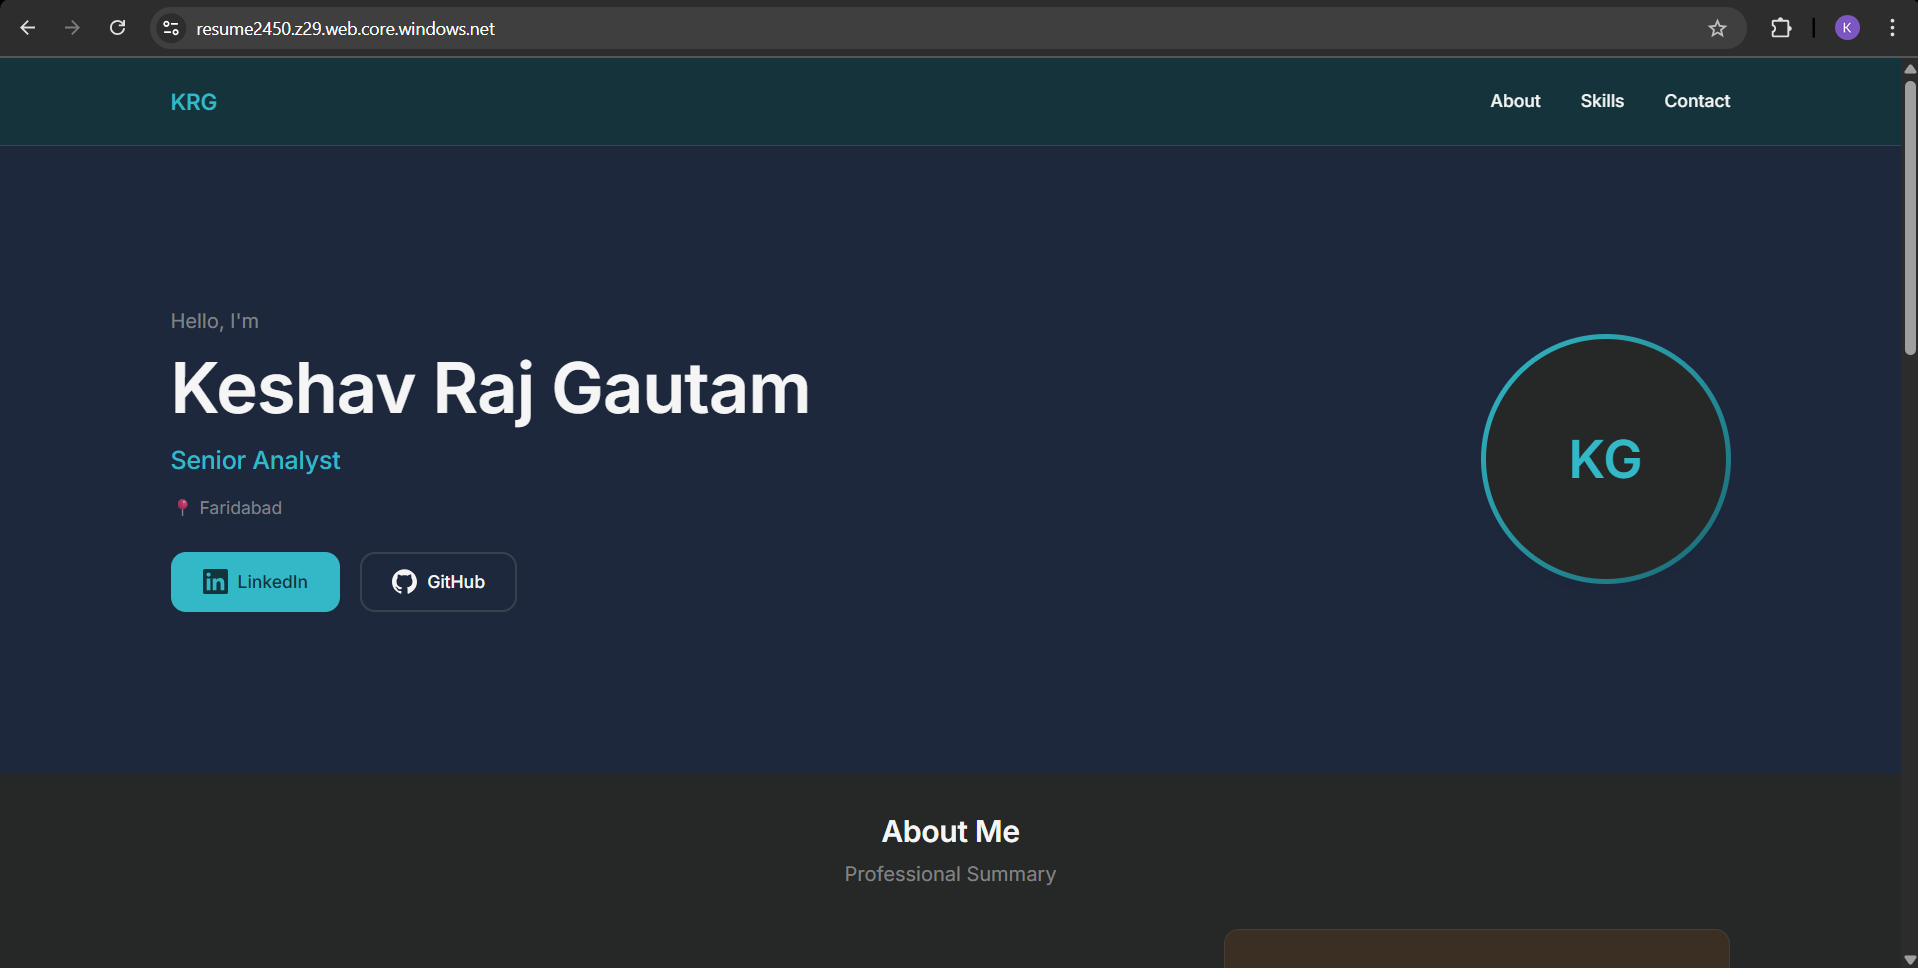 resume2450.z29.web.core.windows.net
K
KRG
About Skills Contact
Hello, I'm
Keshav Raj Gautam
Senior Analyst
Faridabad
KG
in LinkedIn GitHub
About Me
Professional Summary